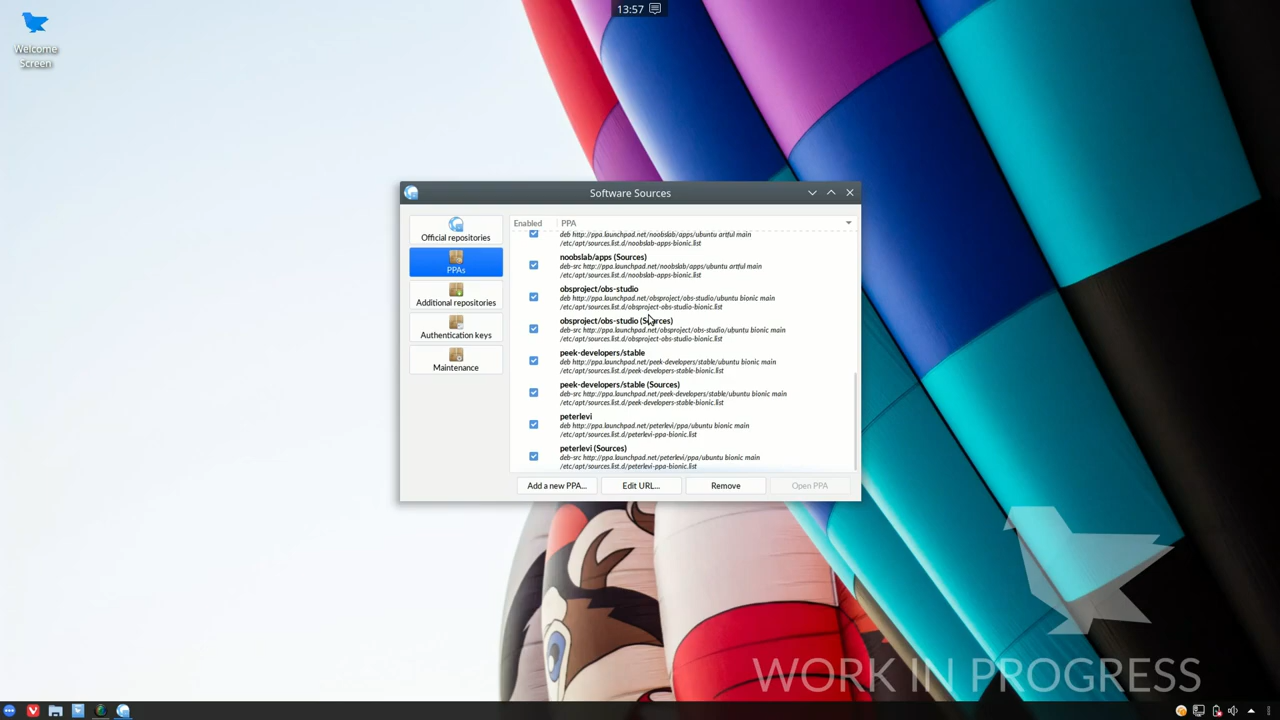 13:57
Welcome
Screen
Software Sources
Official repositories
PPAs
Additional repositories
Authentication keys
Maintenance
Enabled
PPA
deb http://ppa.launchpad.net/noobslab/apps/ubuntu artful main
/etc/apt/sources.list.d/noobslab-apps-bionic.list
noobslab/apps (Sources)
deb-src http://ppa.launchpad.net/noobslab/apps/ubuntu artful main
/etc/apt/sources.list.d/noobslab-apps-bionic.list
obsproject/obs-studio
deb http://ppa.launchpad.net/obsproject/obs-studio/ubuntu bionic main
/etc/apt/sources.list.d/obsproject-obs-studio-bionic.list
obsproject/obs-studio (Sources)
deb-src http://ppa.launchpad.net/obsproject/obs-studio/ubuntu bionic main
/etc/apt/sources.list.d/obsproject-obs-studio-bionic.list
peek-developers/stable
deb http://ppa.launchpad.net/peek-developers/stable/ubuntu bionic main
/etc/apt/sources.list.d/peek-developers-stable-bionic.list
peek-developers/stable (Sources)
deb-src http://ppa.launchpad.net/peek-developers/stable/ubuntu bionic main
/etc/apt/sources.list.d/peek-developers-stable-bionic.list
peterlevi
deb http://ppa.launchpad.net/peterlevi/ppa/ubuntu bionic main
/etc/apt/sources.list.d/peterlevi-ppa-bionic.list
peterlevi (Sources)
deb-src http://ppa.launchpad.net/peterlevi/ppa/ubuntu bionic main
/etc/apt/sources.list.d/peterlevi-ppa-bionic.list
Add a new PPA...
Edit URL...
Remove
Open PPA
WORK IN PROGRESS